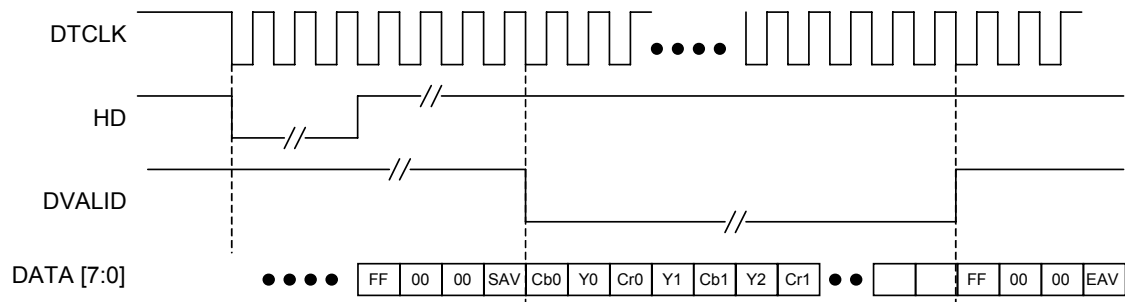 DTCLK
HD
DVALID
DATA [7:0] FF 00 00 SAV Cb0 Y0 Cr0 Y1 Cb1 Y2 Cr1 FF 00 00 EAV